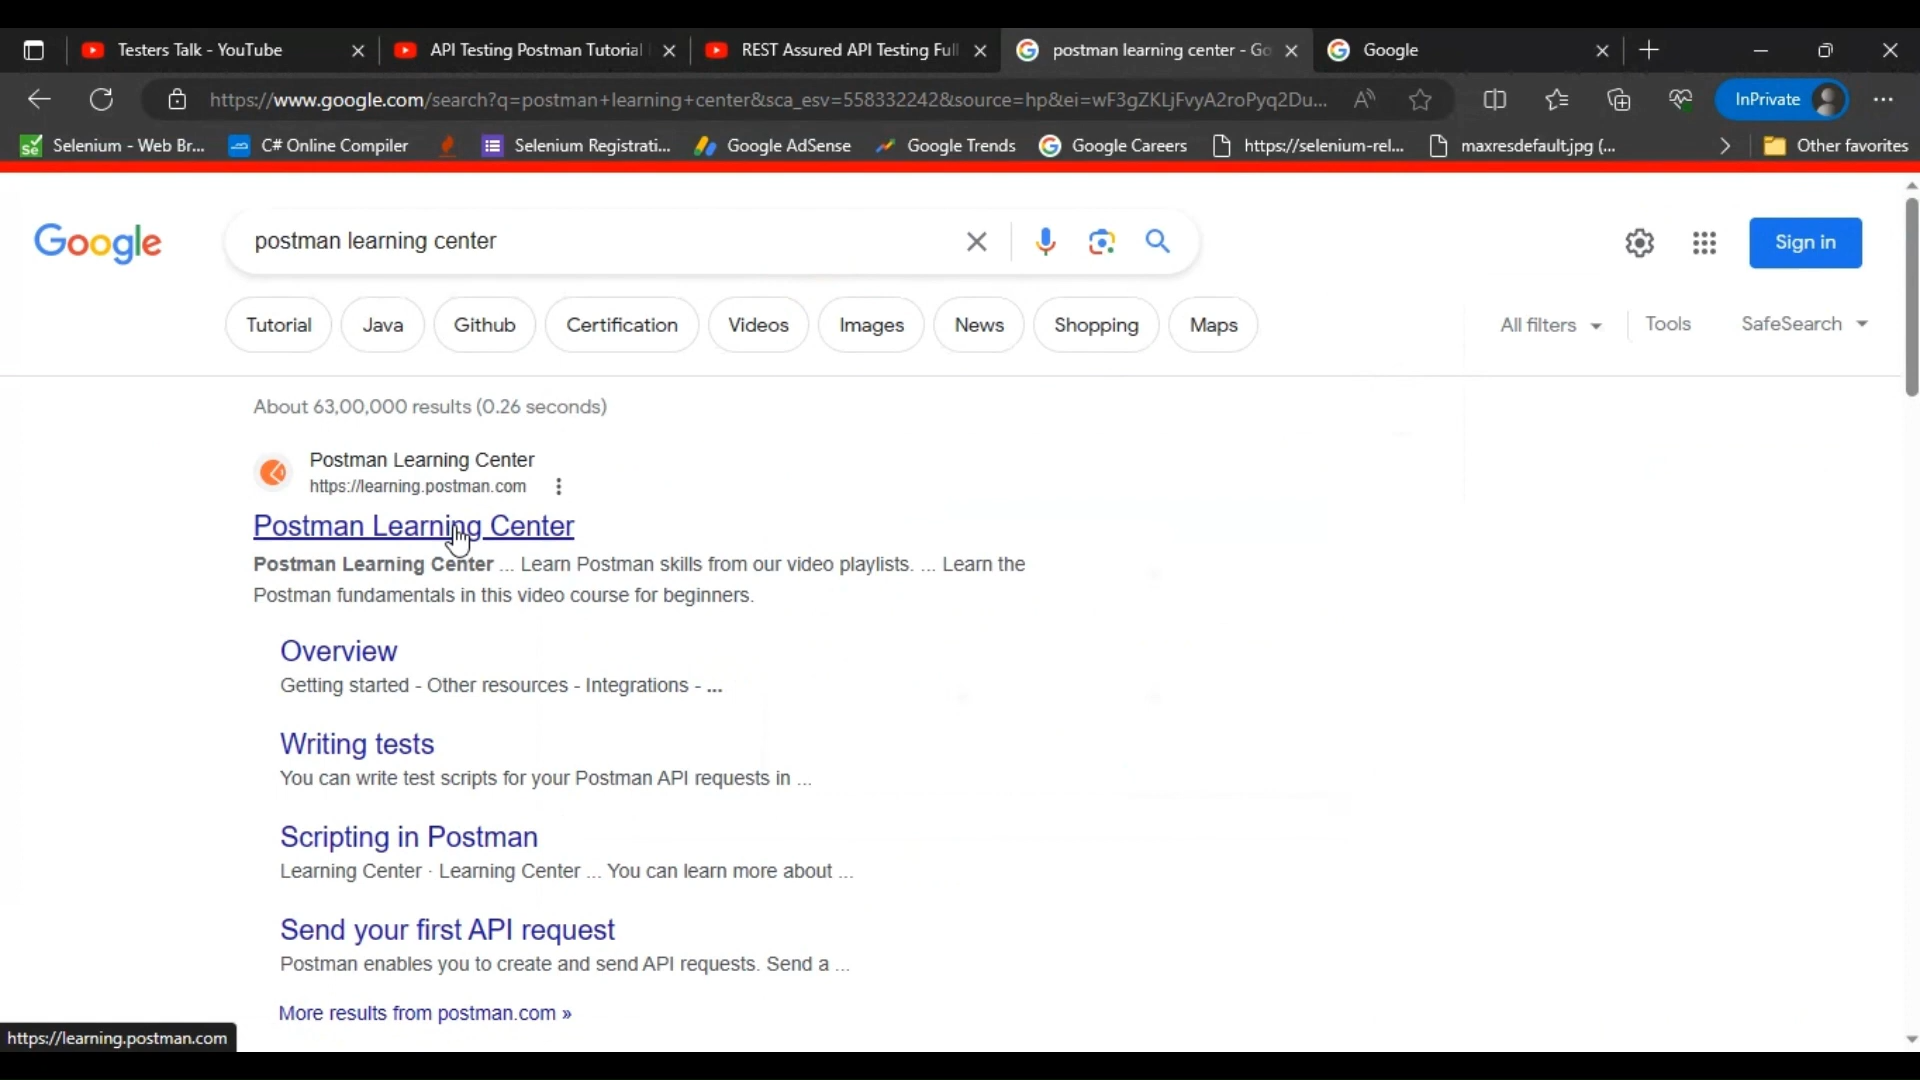 Testers Talk - YouTube
API Testing Postman Tutorial
REST Assured API Testing Full
postman learning center - Go
Google
https://www.google.com/search?q=postman+learning+center&sca_esv=558332242&source=hp&ei=wF3gZKLjFvyA2roPyq2Du...
InPrivate
Selenium - Web Br...
C# Online Compiler
Selenium Registrati...
Google AdSense
Google Trends
Google Careers
https://selenium-rel...
maxresdefault.jpg (...
Other favorites
Google
postman learning center
Sign in
Tutorial
Java
Github
Certification
Videos
Images
News
Shopping
Maps
All filters
Tools
SafeSearch
About 63,00,000 results (0.26 seconds)
Postman Learning Center
https://learning.postman.com
Postman Learning Center
Postman Learning Center ... Learn Postman skills from our video playlists. ... Learn the
Postman fundamentals in this video course for beginners.
Overview
Getting started - Other resources - Integrations - ...
Writing tests
You can write test scripts for your Postman API requests in ...
Scripting in Postman
Learning Center · Learning Center ... You can learn more about ...
Send your first API request
Postman enables you to create and send API requests. Send a ...
More results from postman.com »
https://learning.postman.com